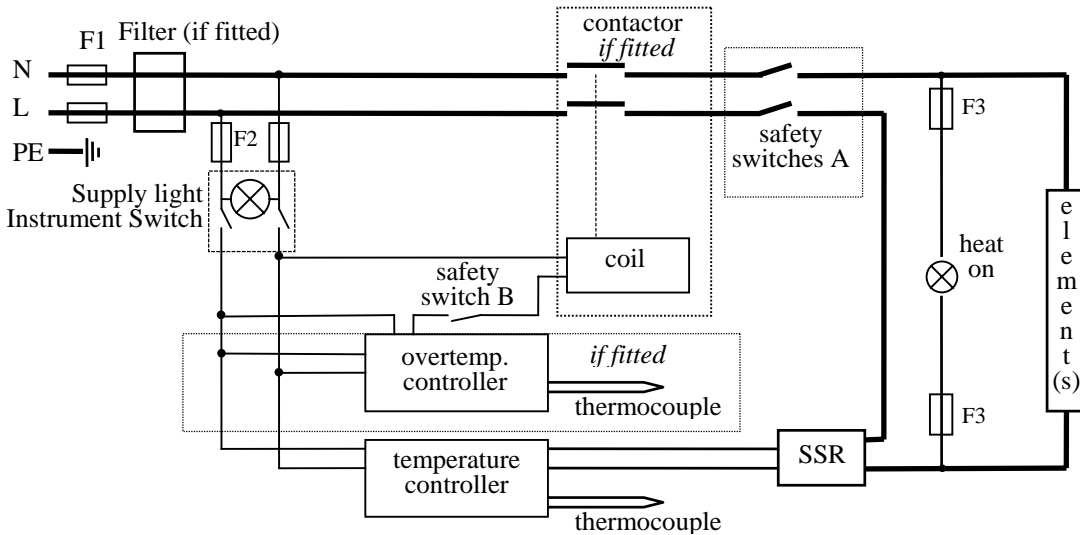 contactor
if fitted
Filter (if fitted)
F1
N
L
PE
F2
F3
safety
switches A
Supply light
Instrument Switch
coil
safety
switch B
heat
on
e
l
e
m
e
n
t
(s)
overtemp.
controller
if fitted
thermocouple
F3
temperature
controller
SSR
thermocouple